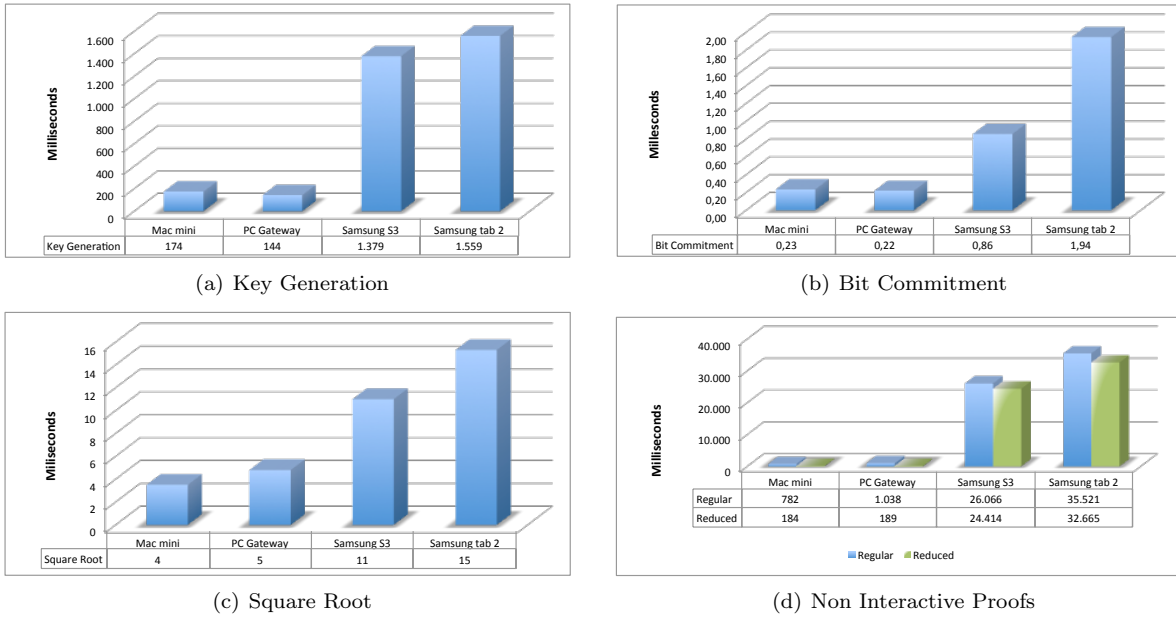 Milliseconds
1.600
1.400
1.200
1.000
800
600
400
200
0
Mac mini PC Gateway Samsung S3 Samsung tab 2
Key Generation 174 144 1.379 1.559
(a) Key Generation
Millesconds
2,00
1,80
1,60
1,40
1,20
1,00
0,80
0,60
0,40
0,20
0,00
Mac mini PC Gateway Samsung S3 Samsung tab 2
Bit Commitment 0,23 0,22 0,86 1,94
(b) Bit Commitment
Miliseconds
16
14
12
10
8
6
4
2
0
Mac mini PC Gateway Samsung S3 Samsung tab 2
Square Root 4 5 11 15
(c) Square Root
Milliseconds
40.000
30.000
20.000
10.000
0
Mac mini PC Gateway Samsung S3 Samsung tab 2
Regular 782 1.038 26.066 35.521
Reduced 184 189 24.414 32.665
Regular Reduced
(d) Non Interactive Proofs